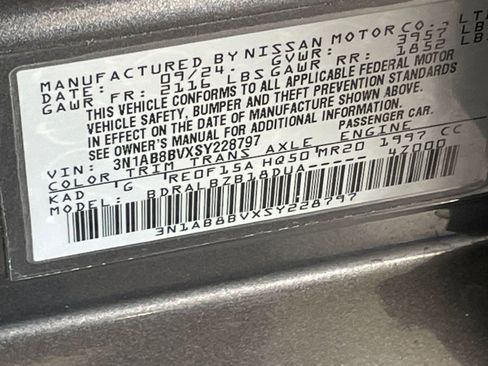 MANUFACTURED BY NISSAN MOTOR CO., LT
DATE: 09/24 GVWR: 3957 LB
GAWR FR: 2116 LBS GAWR RR: 1852 LB
THIS VEHICLE CONFORMS TO ALL APPLICABLE FEDERAL MOTOR
VEHICLE SAFETY, BUMPER AND THEFT PREVENTION STANDARDS
IN EFFECT ON THE DATE OF MANUFACTURE SHOWN ABOVE.
SEE OWNER'S MANUAL FOR ADDITIONAL INFORMATION.
VIN: 3N1AB8BVXSY228797 PASSENGER CAR.
COLOR TRIM TRANS AXLE ENGINE
KAD G RE0F15A HQ50 MR20 1997 CC
MODEL: BDRALBZB18DUA----- 47000
3N1AB8BVXSY228797